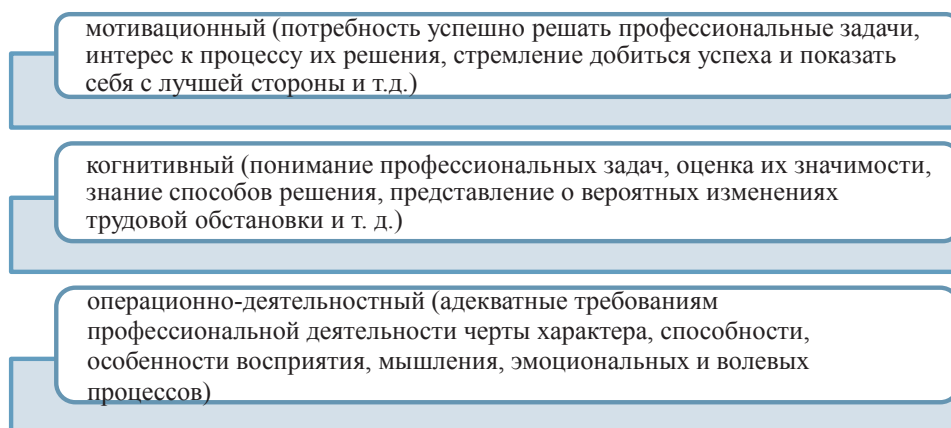 мотивационный (потребность успешно решать профессиональные задачи,
интерес к процессу их решения, стремление добиться успеха и показать
себя с лучшей стороны и т.д.)
когнитивный (понимание профессиональных задач, оценка их значимости,
знание способов решения, представление о вероятных изменениях
трудовой обстановки и т. д.)
операционно-деятельностный (адекватные требованиям
профессиональной деятельности черты характера, способности,
особенности восприятия, мышления, эмоциональных и волевых
процессов)